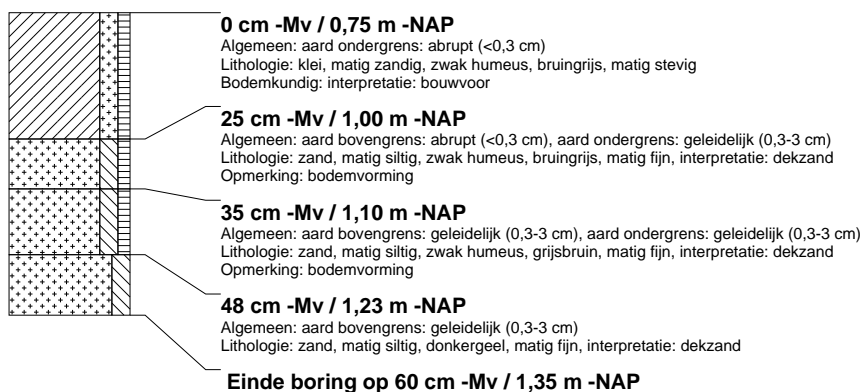 0 cm -Mv / 0,75 m -NAP
Algemeen: aard ondergrens: abrupt (<0,3 cm)
Lithologie: klei, matig zandig, zwak humeus, bruingrijs, matig stevig
Bodemkundig: interpretatie: bouwvoor
25 cm -Mv / 1,00 m -NAP
Algemeen: aard bovengrens: abrupt (<0,3 cm), aard ondergrens: geleidelijk (0,3-3 cm)
Lithologie: zand, matig siltig, zwak humeus, bruingrijs, matig fijn, interpretatie: dekzand
Opmerking: bodemvorming
35 cm -Mv / 1,10 m -NAP
Algemeen: aard bovengrens: geleidelijk (0,3-3 cm), aard ondergrens: geleidelijk (0,3-3 cm)
Lithologie: zand, matig siltig, zwak humeus, grijsbruin, matig fijn, interpretatie: dekzand
Opmerking: bodemvorming
48 cm -Mv / 1,23 m -NAP
Algemeen: aard bovengrens: geleidelijk (0,3-3 cm)
Lithologie: zand, matig siltig, donkergeel, matig fijn, interpretatie: dekzand
Einde boring op 60 cm -Mv / 1,35 m -NAP